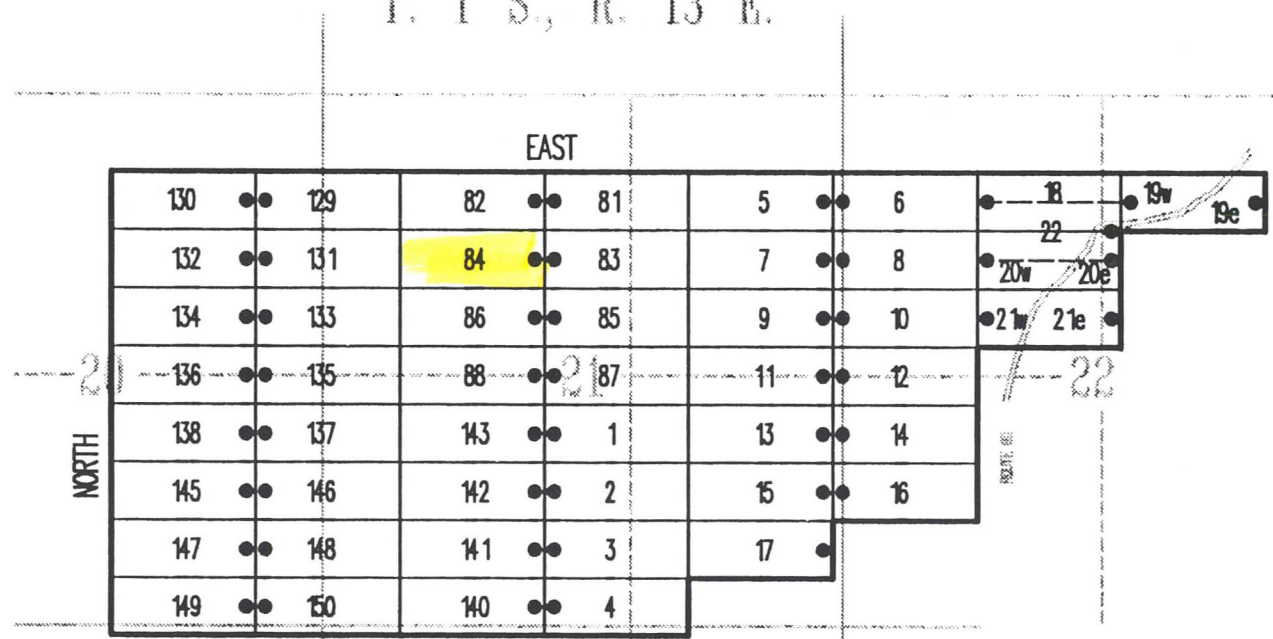 T. 1 S., R. 13 E.
EAST
130 129 82 81 5 6 18 19w 19e
22
132 131 84 83 7 8 20w 20e
134 133 86 85 9 10 21w 21e
20 136 135 88 21 87 11 12 22
NORTH
138 137 143 1 13 14
145 146 142 2 15 16
147 148 141 3 17
149 150 140 4